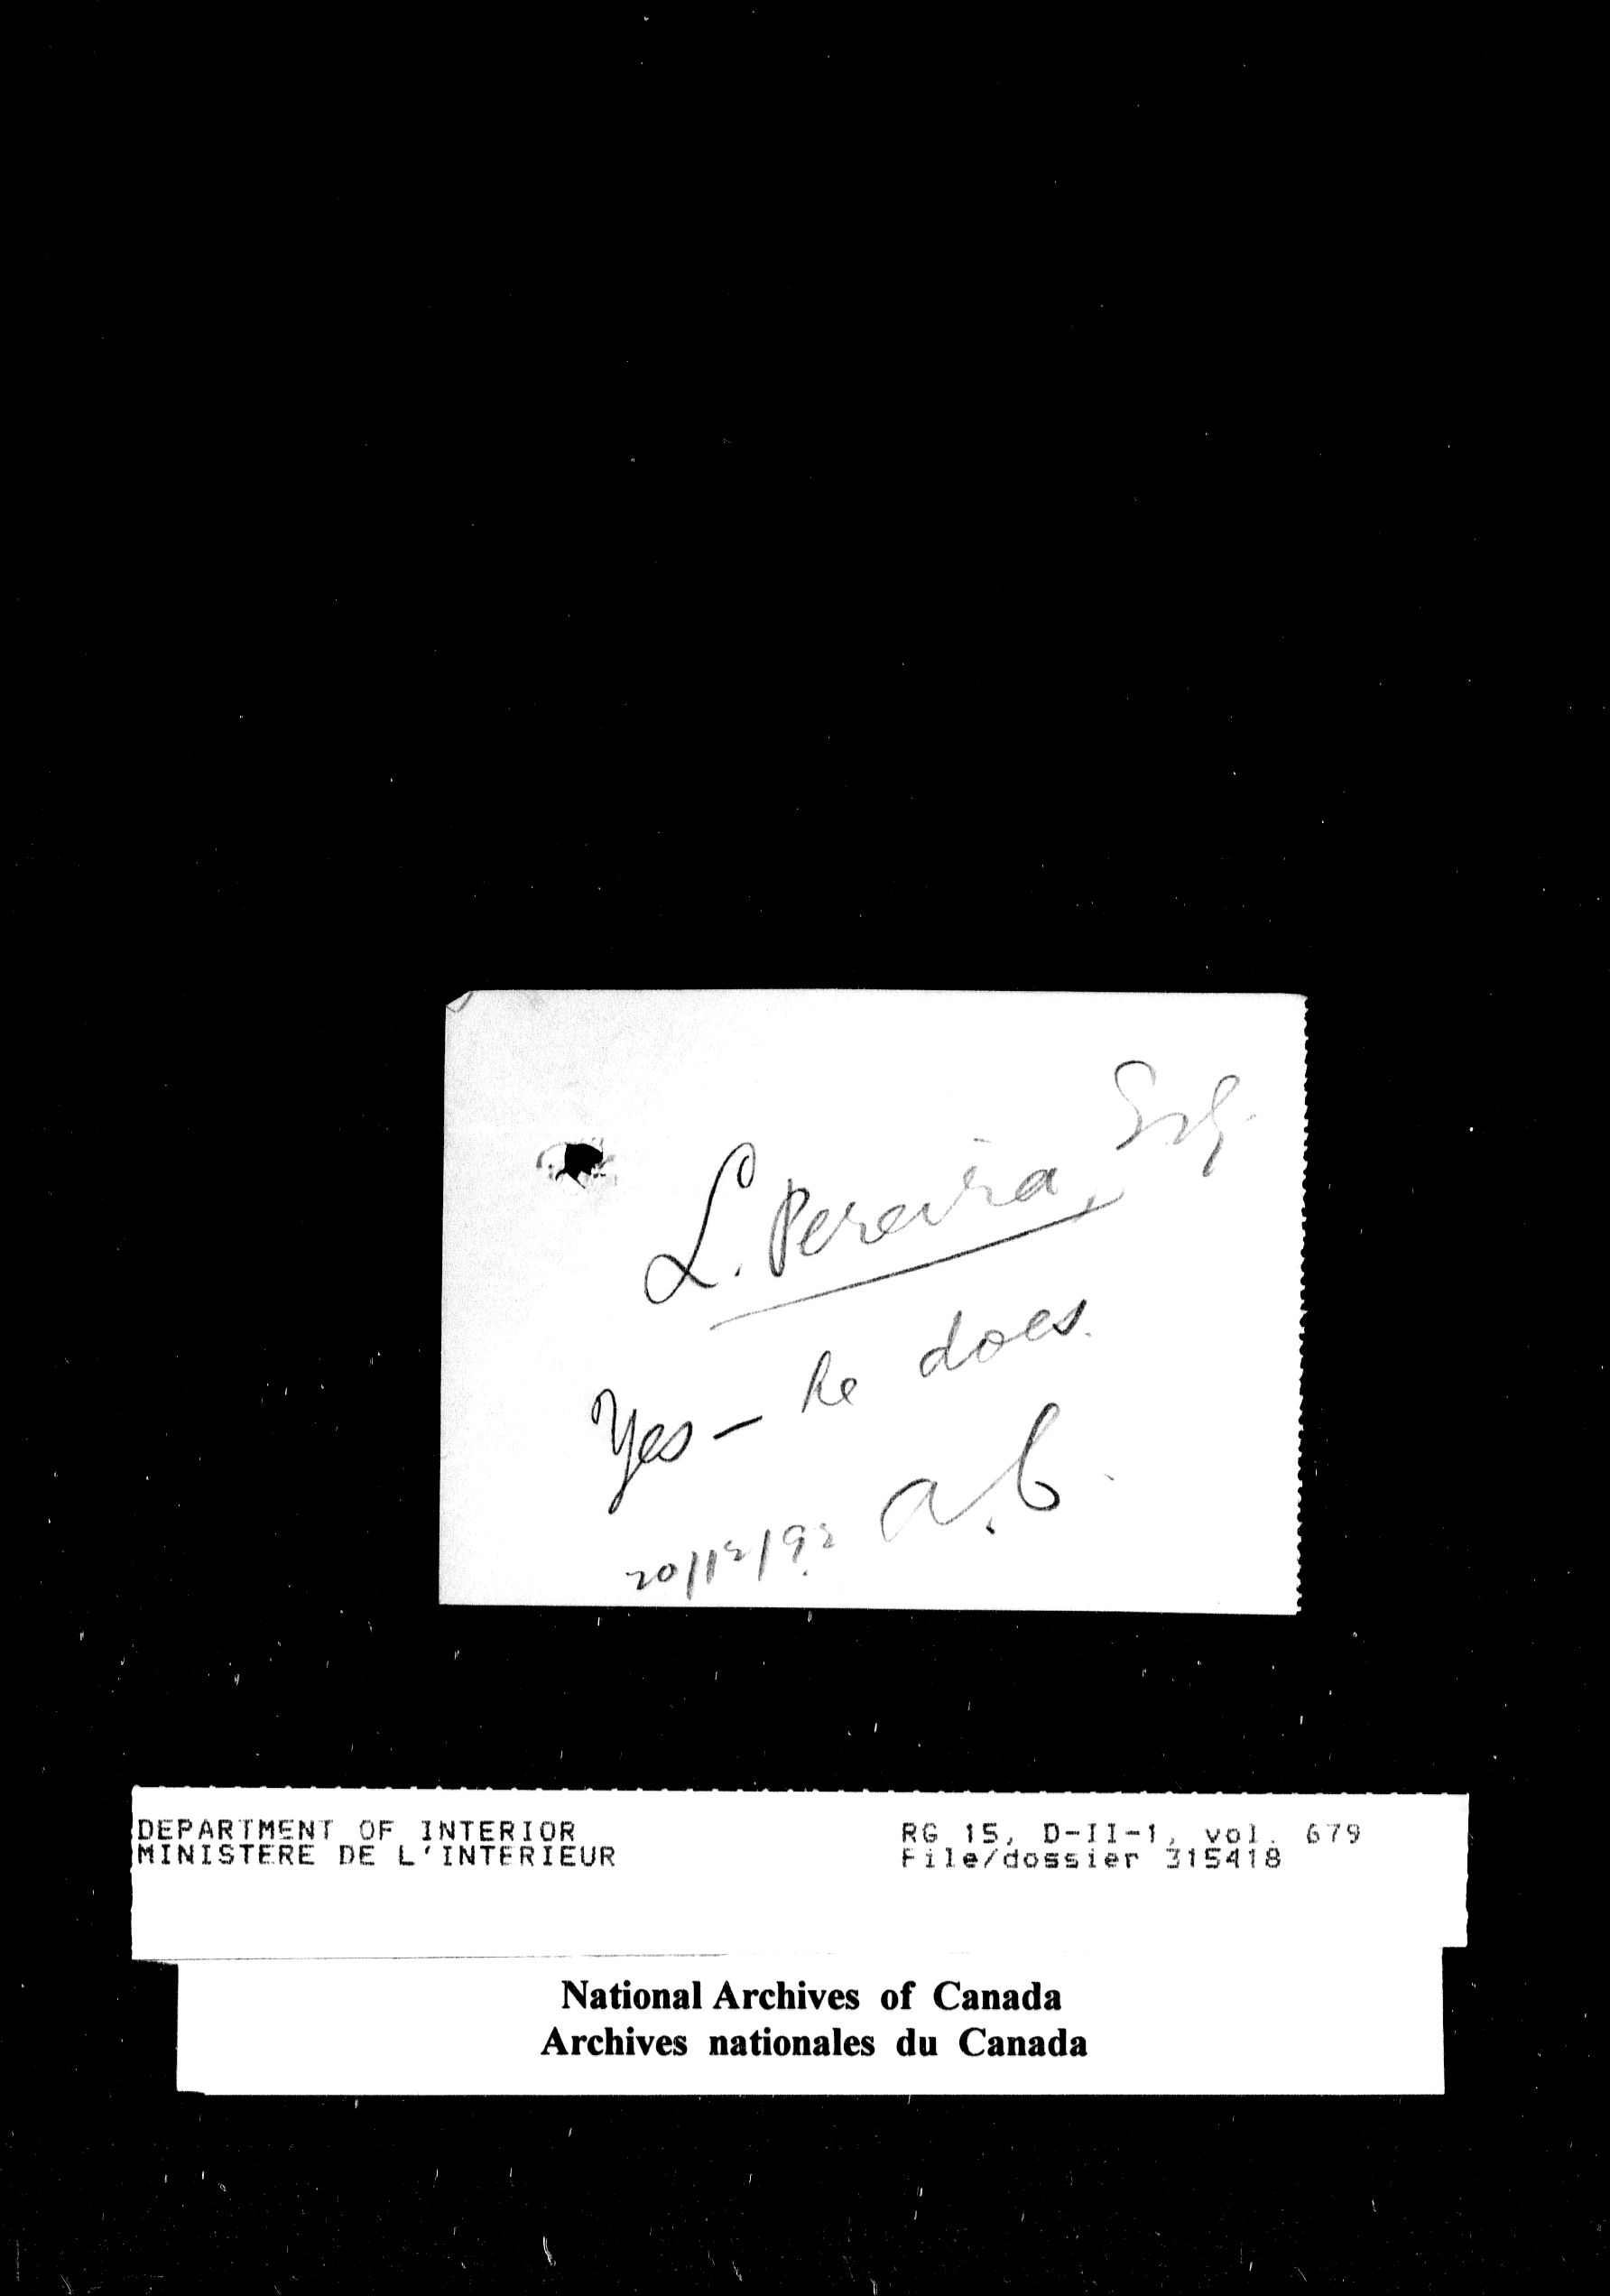 L. Pereira, Esq.
Yes – he does.
20/12/92 a.b.
DEPARTMENT OF INTERIOR
MINISTERE DE L'INTERIEUR
RG 15, D-II-1, vol. 679
File/dossier 315418
National Archives of Canada
Archives nationales du Canada